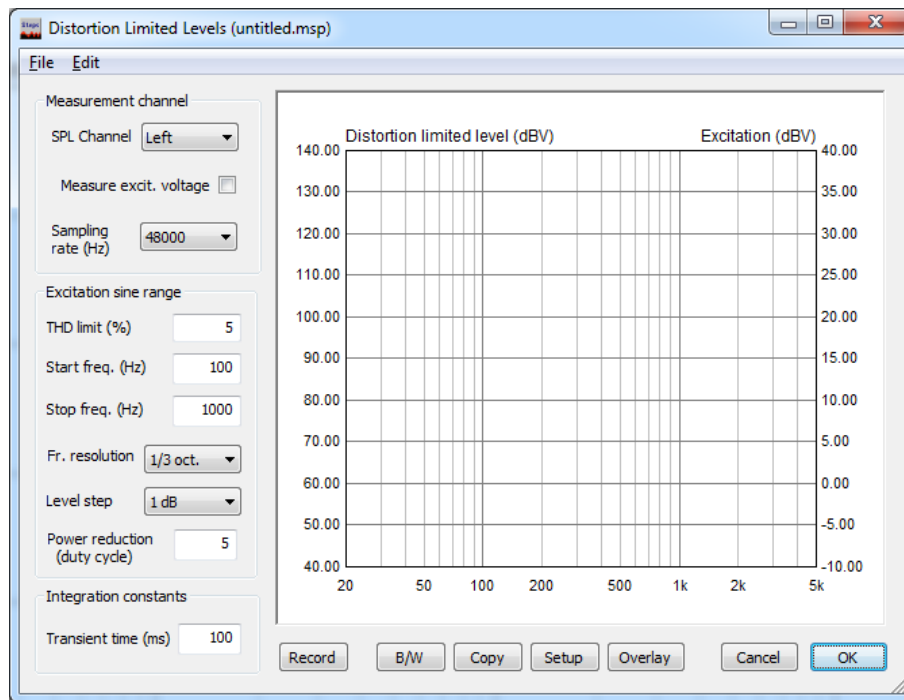 Steps
Distortion Limited Levels (untitled.msp)
File Edit
Measurement channel
SPL Channel Left
Measure excit. voltage
Sampling
rate (Hz) 48000
Excitation sine range
THD limit (%) 5
Start freq. (Hz) 100
Stop freq. (Hz) 1000
Fr. resolution 1/3 oct.
Level step 1 dB
Power reduction
(duty cycle) 5
Integration constants
Transient time (ms) 100
Distortion limited level (dBV) Excitation (dBV)
140.00 40.00
130.00 35.00
120.00 30.00
110.00 25.00
100.00 20.00
90.00 15.00
80.00 10.00
70.00 5.00
60.00 0.00
50.00 -5.00
40.00 -10.00
20 50 100 200 500 1k 2k 5k
Record B/W Copy Setup Overlay Cancel OK